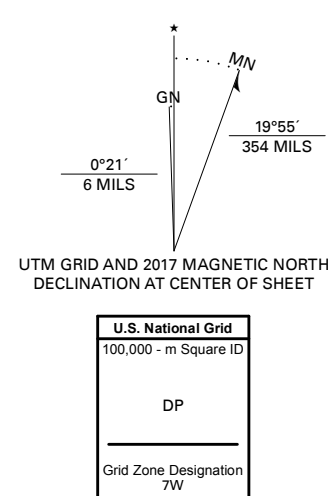 ★
MN
GN
19°55´
354 MILS
0°21´
6 MILS
UTM GRID AND 2017 MAGNETIC NORTH
DECLINATION AT CENTER OF SHEET
U.S. National Grid
100,000 - m Square ID
DP
Grid Zone Designation
7W